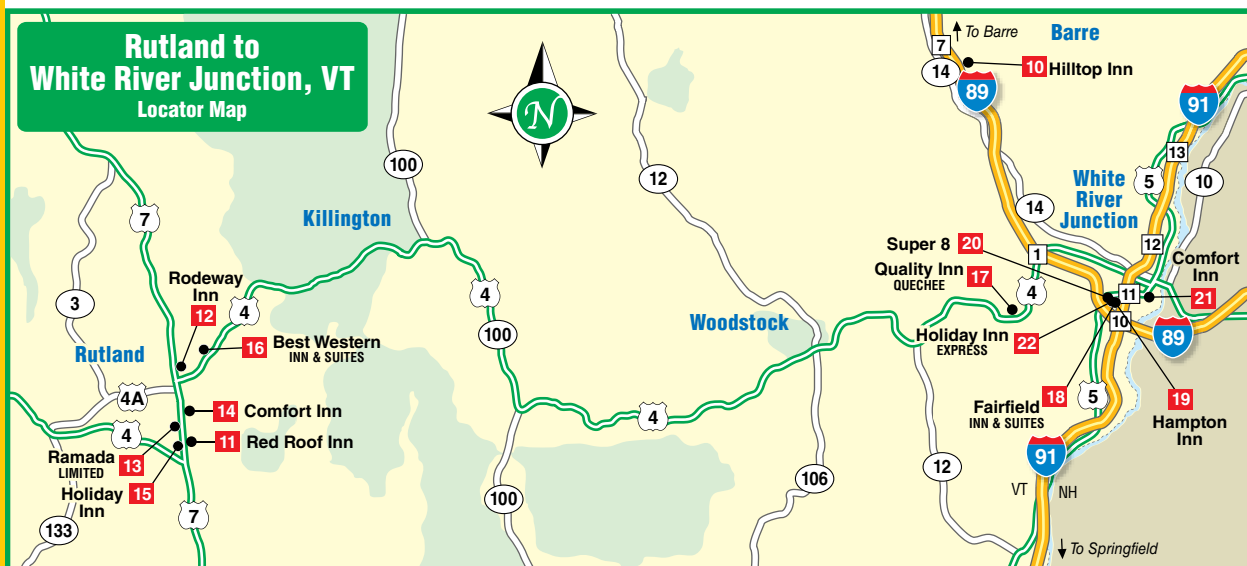 Rutland to
White River Junction, VT
Locator Map
N
To Barre
Barre
7
14
10 Hilltop Inn
89
91
13
100
12
5
10
White
River
Junction
14
Killington
7
12
Super 8 20
1
Comfort
Inn
21
Quality Inn
QUECHEE
17
4
11
10
3
Rodeway
Inn
12
4
4
100
Woodstock
Holiday Inn
EXPRESS
22
89
Rutland
16 Best Western
INN & SUITES
4A
14 Comfort Inn
18
Fairfield
INN & SUITES
5
19
Hampton
Inn
4
4
11 Red Roof Inn
Ramada
LIMITED
13
Holiday
Inn
15
91
12
106
100
VT
NH
133
7
To Springfield